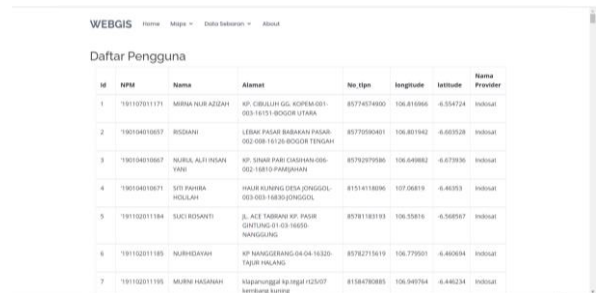 WEBGIS Home Maps Data Sebaran About
Daftar Pengguna
Id NPM Nama Alamat No_tlpn longitude latitude Nama Provider
1 '191107011171 MIRNA NUR AZIZAH KP. CIBULUH GG. KOPEM-001-003-16151-BOGOR UTARA 85774574900 106.816966 -6.554724 Indosat
2 '190104010657 RISDIANI LEBAK PASAR BABAKAN PASAR-002-008-16126-BOGOR TENGAH 85770590401 106.801942 -6.603528 Indosat
3 '190104010667 NURUL ALFI INSAN YANI KP. SINAR PARI CIASIHAN-006-002-16810-PAMIJAHAN 85792979586 106.649882 -6.673936 Indosat
4 '190104010671 SITI FAHIRA HOLILAH HAUR KUNING DESA JONGGOL-003-003-16830-JONGGOL 81514118096 107.06819 -6.46353 Indosat
5 '191102011184 SUCI ROSANTI JL. ACE TABRANI KP. PASIR GINTUNG-01-03-16650-NANGGUNG 85781183193 106.55816 -6.568567 Indosat
6 '191102011185 NURHIDAYAH KP NANGGERANG-04-04-16320-TAJUR HALANG 85782715619 106.779501 -6.460694 Indosat
7 '191102011195 MURNI HASANAH klapanunggal kp.tegal rt25/07 kembang kuning 81584780885 106.949764 -6.446234 Indosat